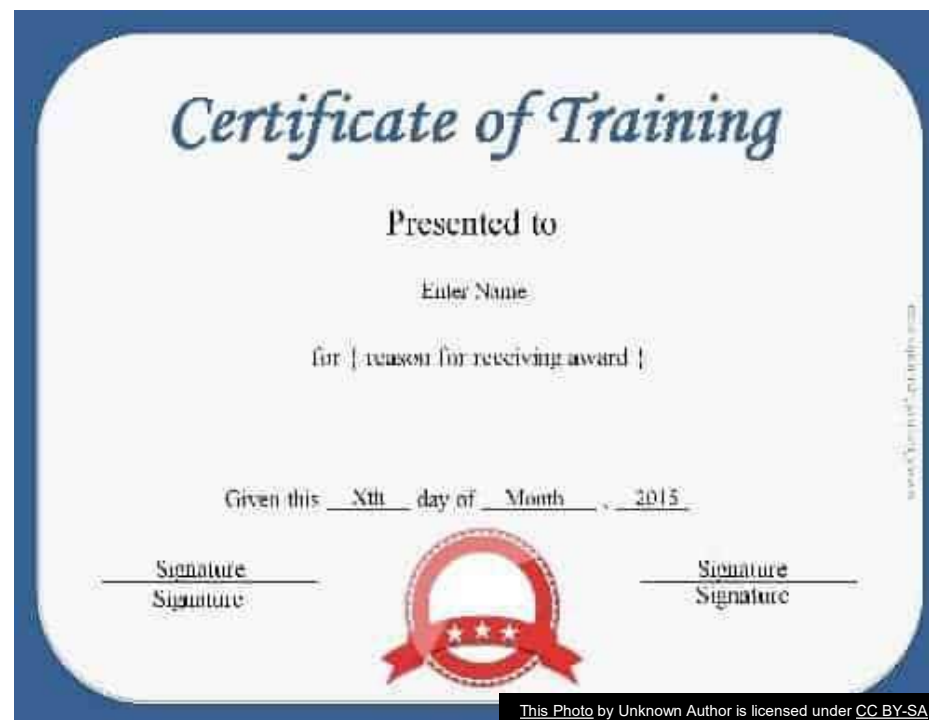 Certificate of Training
Presented to
Enter Name
for { reason for receiving award }
Given this Xth day of Month , 2015
Signature Signature
Signature Signature
This Photo by Unknown Author is licensed under CC BY-SA